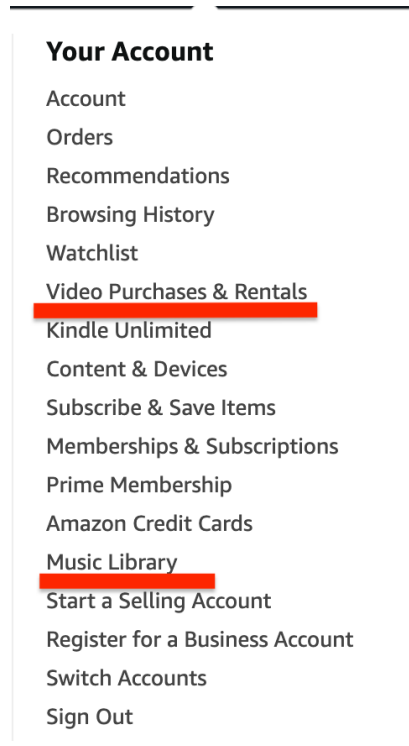 Your Account
Account
Orders
Recommendations
Browsing History
Watchlist
Video Purchases & Rentals
Kindle Unlimited
Content & Devices
Subscribe & Save Items
Memberships & Subscriptions
Prime Membership
Amazon Credit Cards
Music Library
Start a Selling Account
Register for a Business Account
Switch Accounts
Sign Out